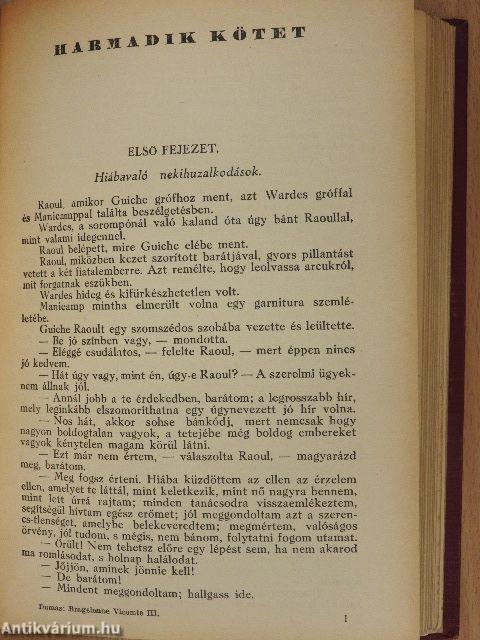 HARMADIK KÖTET
ELSŐ FEJEZET.
Hiábavaló nekihuzalkodások.
Raoul, amikor Guiche grófhoz ment, azt Wardes gróffal
és Manicamppal találta beszélgetésben.
Wardes, a sorompónál való kaland óta úgy bánt Raoullal,
mint valami idegennel.
Raoul belépett, mire Guiche elébe ment.
Raoul, miközben kezet szorított barátjával, gyors pillantást
vetett a két fiatalemberre. Azt remélte, hogy leolvassa arcukról,
mit forgatnak eszükben.
Wardes hideg és kifürkészhetetlen volt.
Manicamp mintha elmerült volna egy garnitura szemlé-
letébe.
Guiche Raoult egy szomszédos szobába vezette és leültette.
— Be jó színben vagy, — mondotta.
— Eléggé csudálatos, — felelte Raoul, — mert éppen nincs
jó kedvem.
— Hát úgy vagy, mint én, úgy-e Raoul? — A szerelmi ügyek-
nem állnak jól.
— Annál jobb a te érdekedben, barátom; a legrosszabb hír,
mely leginkább elszomoríthatna egy úgynevezett jó hír volna.
— Nos hát, akkor sohse bánkódj, mert nemcsak hogy
nagyon boldogtalan vagyok, a tetejébe még boldog embereket
vagyok kénytelen magam körül látni.
— Ezt már nem értem, — válaszolta Raoul, — magyarázd
meg, barátom.
— Meg fogsz érteni. Hiába küzdöttem az ellen az érzelem
ellen, amelyet te láttál, mint keletkezik, mint nő nagyra bennem,
mint lett úrrá rajtam; minden tanácsodra visszaemlékeztem,
segítségül hívtam egész erőmet; jól meggondoltam azt a szeren-
cs-tlenséget, amelybe belekeveredtem; megmértem, valóságos
örvény, jól tudom, s mégis, nem bánom, folytatni fogom utamat.
— Őrült! Nem tehetsz előre egy lépést sem, ha nem akarod
ma romlásodat, s holnap halálodat.
— Jőjjön, aminek jönnie kell!
— De barátom!
— Mindent meggondoltam; hallgass ide.
Dumas: Bragelonne Vicomte III.
1
Antikvárium.hu